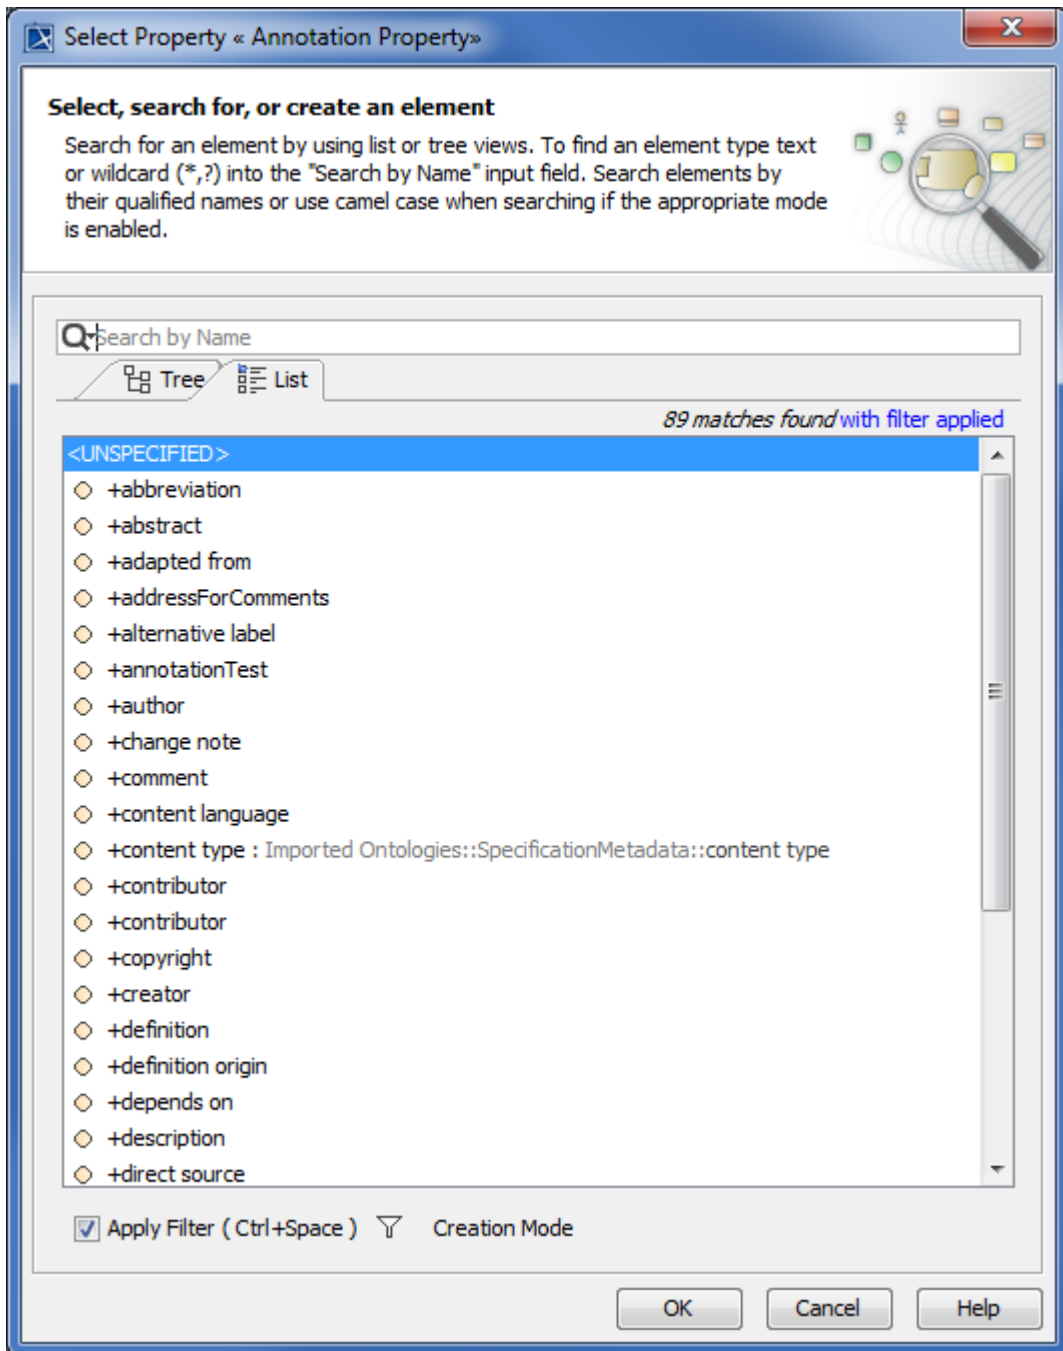 Select Property « Annotation Property»
Select, search for, or create an element
Search for an element by using list or tree views. To find an element type text
or wildcard (*,?) into the "Search by Name" input field. Search elements by
their qualified names or use camel case when searching if the appropriate mode
is enabled.
Search by Name
Tree List
89 matches found with filter applied
<UNSPECIFIED>
+abbreviation
+abstract
+adapted from
+addressForComments
+alternative label
+annotationTest
+author
+change note
+comment
+content language
+content type : Imported Ontologies::SpecificationMetadata::content type
+contributor
+contributor
+copyright
+creator
+definition
+definition origin
+depends on
+description
+direct source
Apply Filter ( Ctrl+Space ) Creation Mode
OK Cancel Help